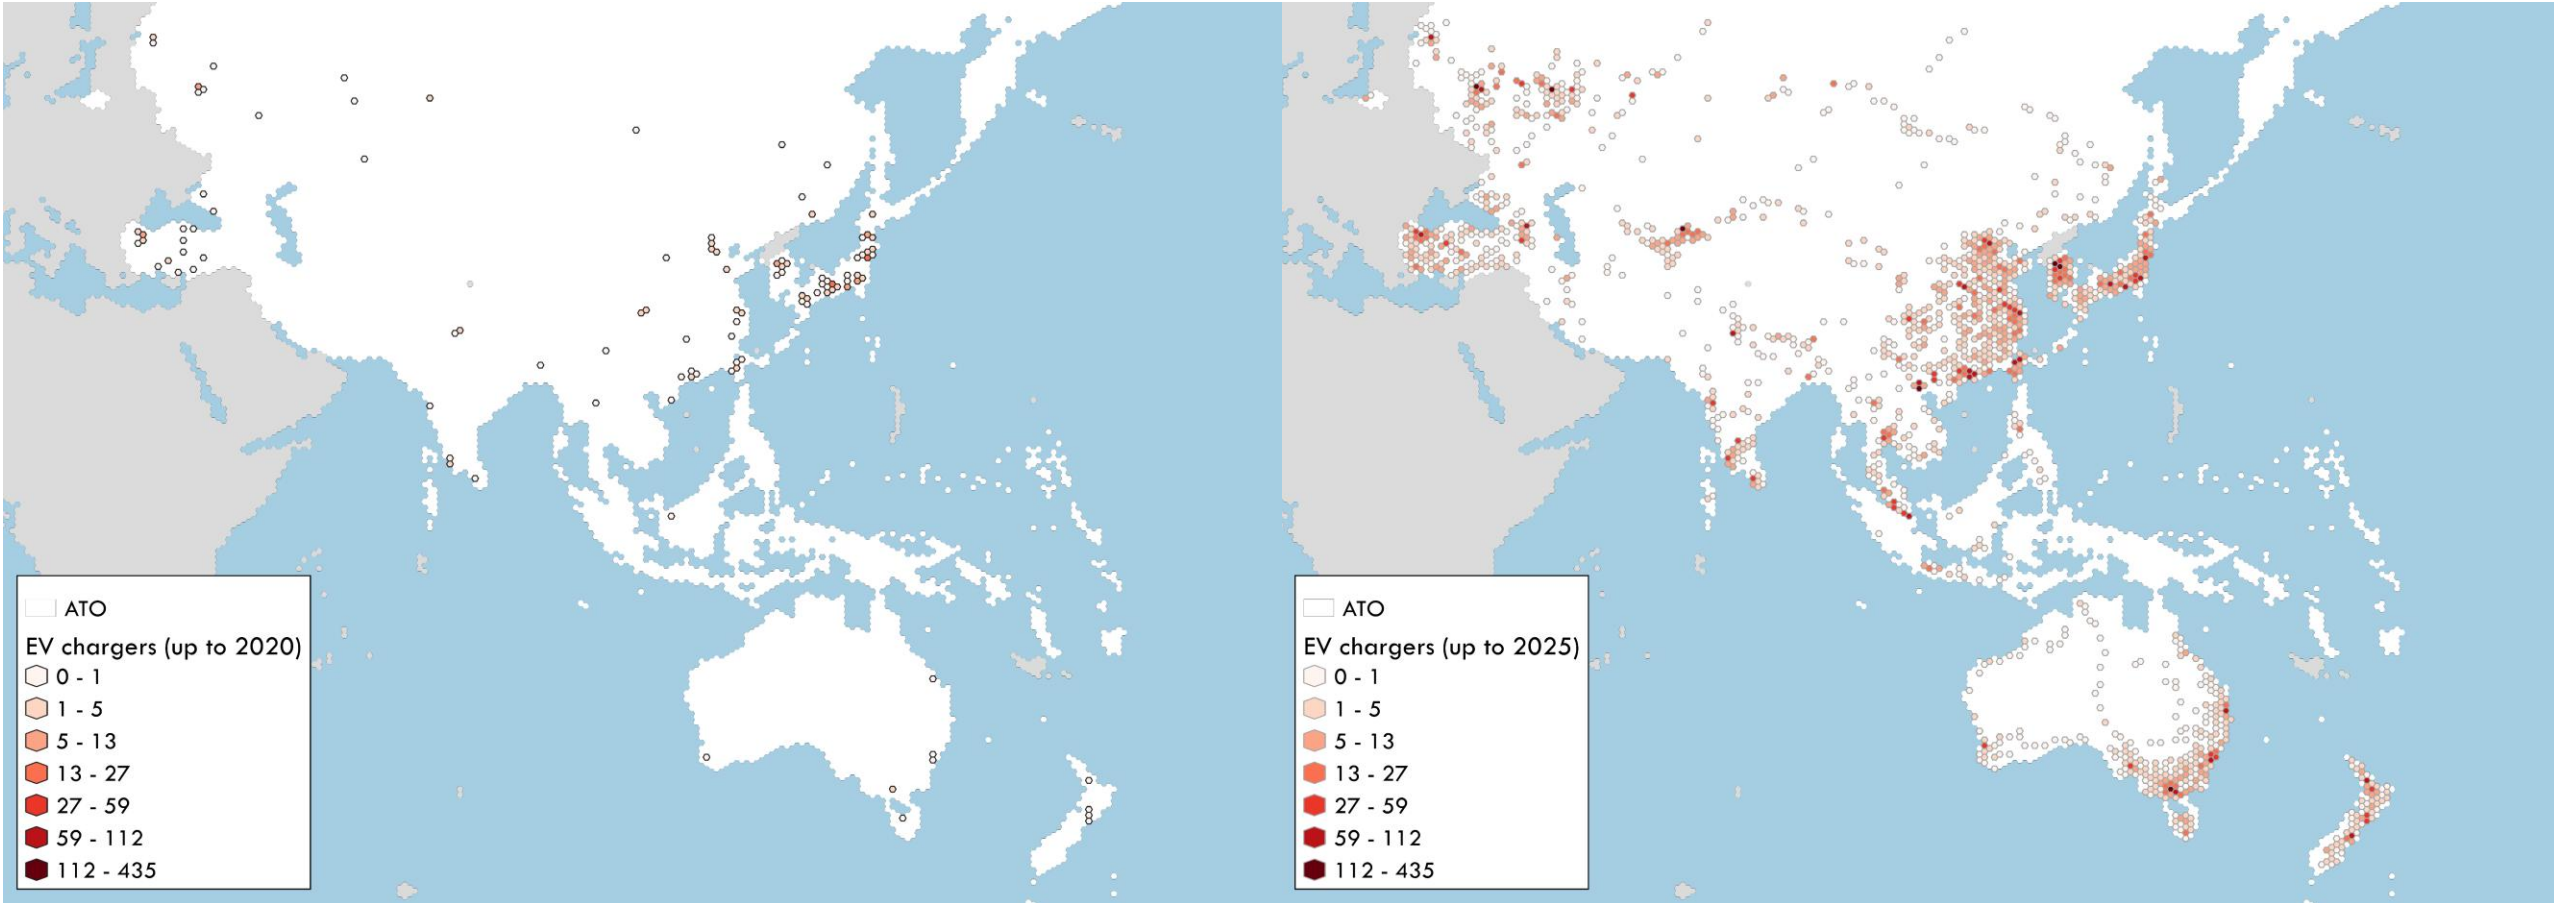 ATO
EV chargers (up to 2020)
0 - 1
1 - 5
5 - 13
13 - 27
27 - 59
59 - 112
112 - 435
ATO
EV chargers (up to 2025)
0 - 1
1 - 5
5 - 13
13 - 27
27 - 59
59 - 112
112 - 435